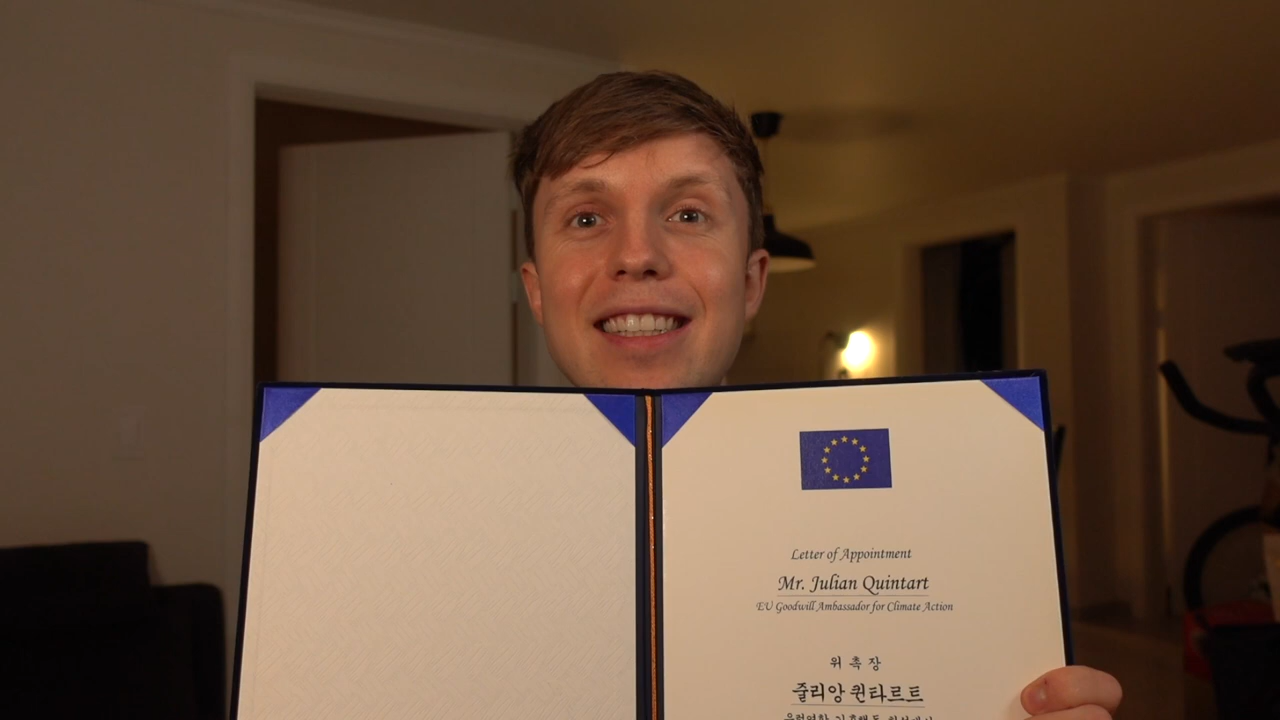 Letter of Appointment
Mr. Julian Quintart
EU Goodwill Ambassador for Climate Action
위 촉 장
줄리앙 퀸타르트